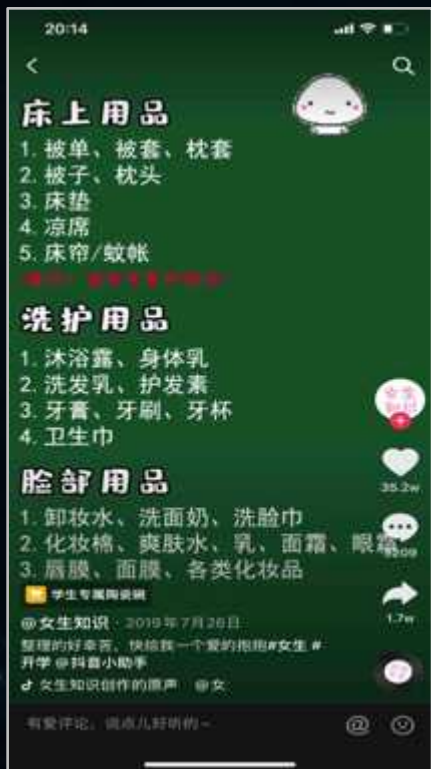 20:14
床上用品
1. 被单、被套、枕套
2. 被子、枕头
3. 床垫
4. 凉席
5. 床帘/蚊帐
洗护用品
1. 沐浴露、身体乳
2. 洗发乳、护发素
3. 牙膏、牙刷、牙杯
4. 卫生巾
脸部用品
1. 卸妆水、洗面奶、洗脸巾
2. 化妆棉、爽肤水、乳、面霜、眼霜
3. 唇膜、面膜、各类化妆品
35.2w
1.7w
学生专属陶瓷碗
@女生知识 · 2019年7月26日
整理的好幸苦，快给我一个爱的抱抱#女生 #
开学 @抖音小助手
女生知识创作的原声 @女
有爱评论，说点儿好听的~